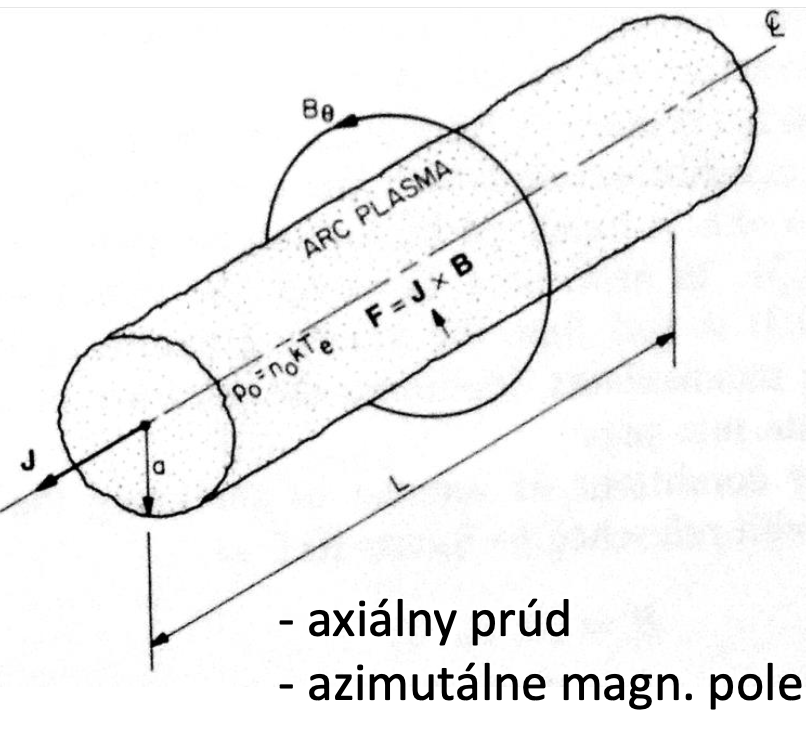 ℄
Bθ
ARC PLASMA
F = J × B
p₀ = n₀kTₑ
J
a
L
- axiálny prúd
- azimutálne magn. pole